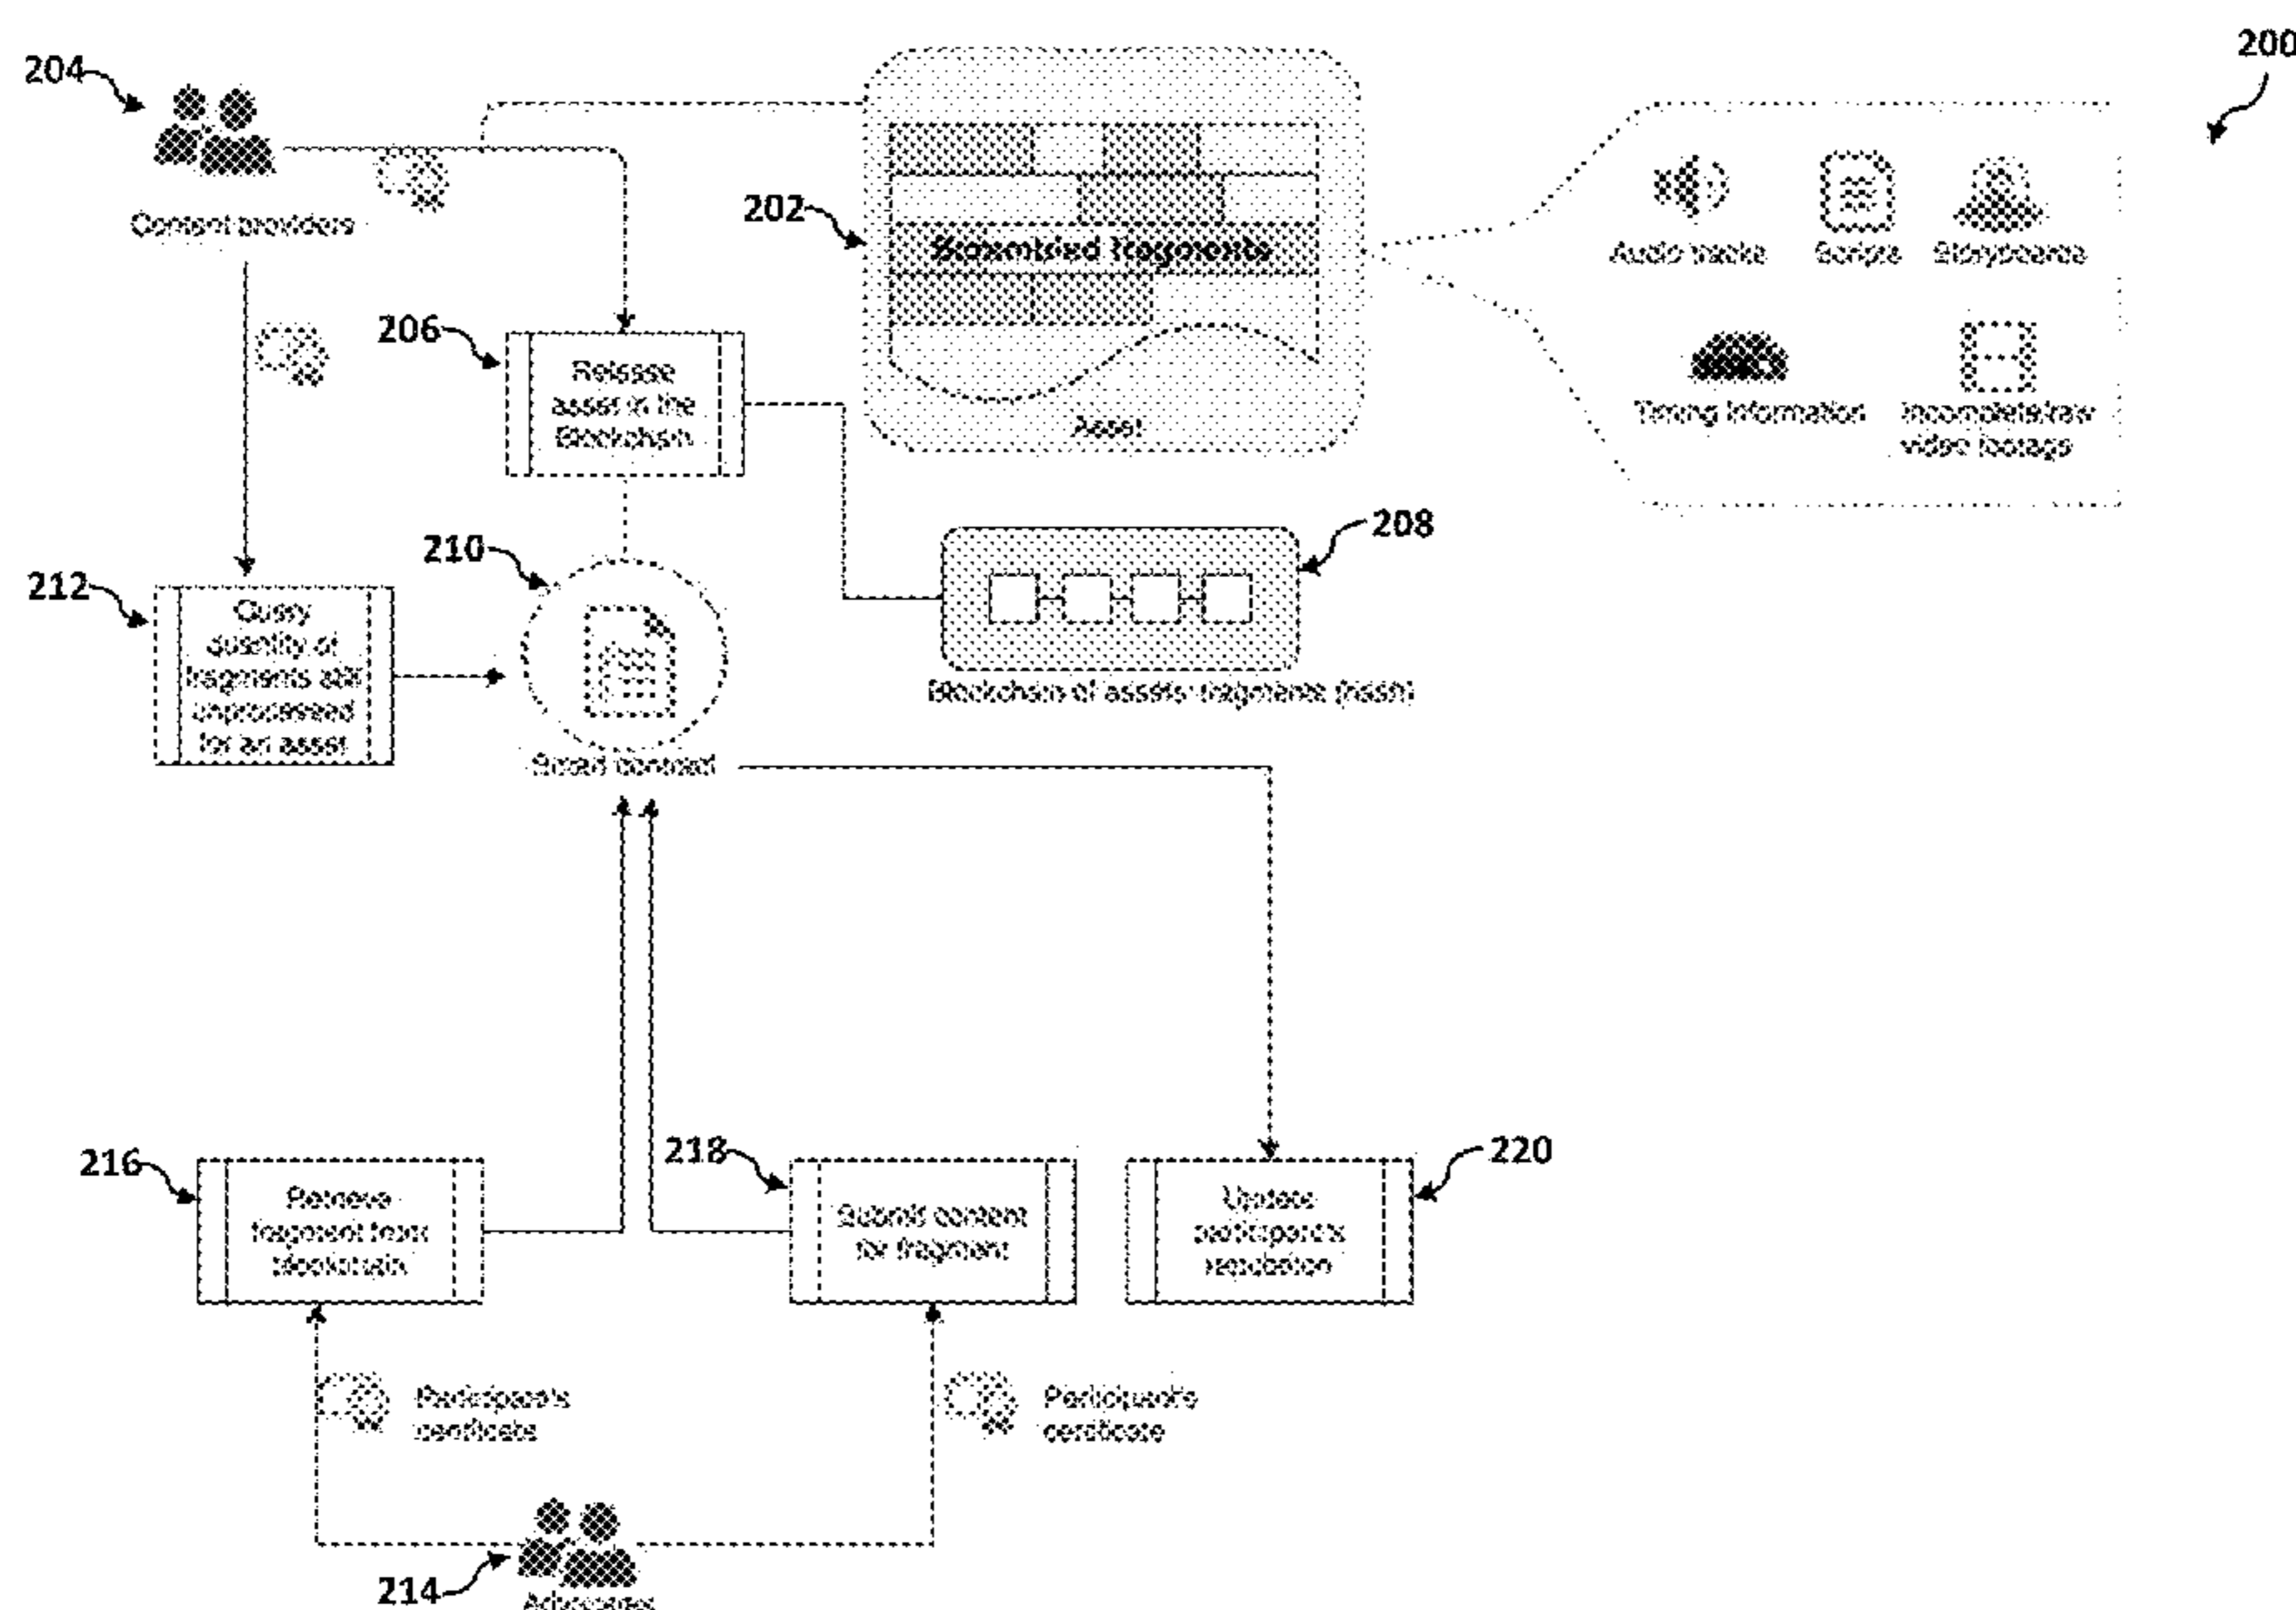 200
204
Content providers
202
fragments
Asset
Audio tracks
Scripts
Storyboards
Timing information
Incomplete/raw
video footage
206
Release
asset in the
Blockchain
208
Blockchain of assets' fragments (hash)
210
Smart contract
212
Query
quantity of
fragments still
unprocessed
for an asset
216
Retrieve
fragment from
blockchain
218
Submit content
for fragment
220
Update
participant's
reputation
Participant's
certificate
Participant's
certificate
214